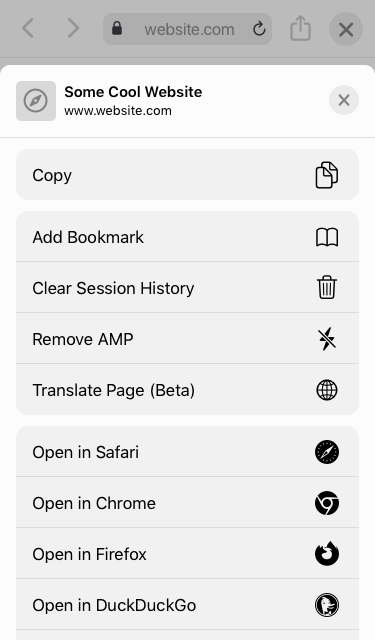 website.com
Some Cool Website
www.website.com
Copy
Add Bookmark
Clear Session History
Remove AMP
Translate Page (Beta)
Open in Safari
Open in Chrome
Open in Firefox
Open in DuckDuckGo